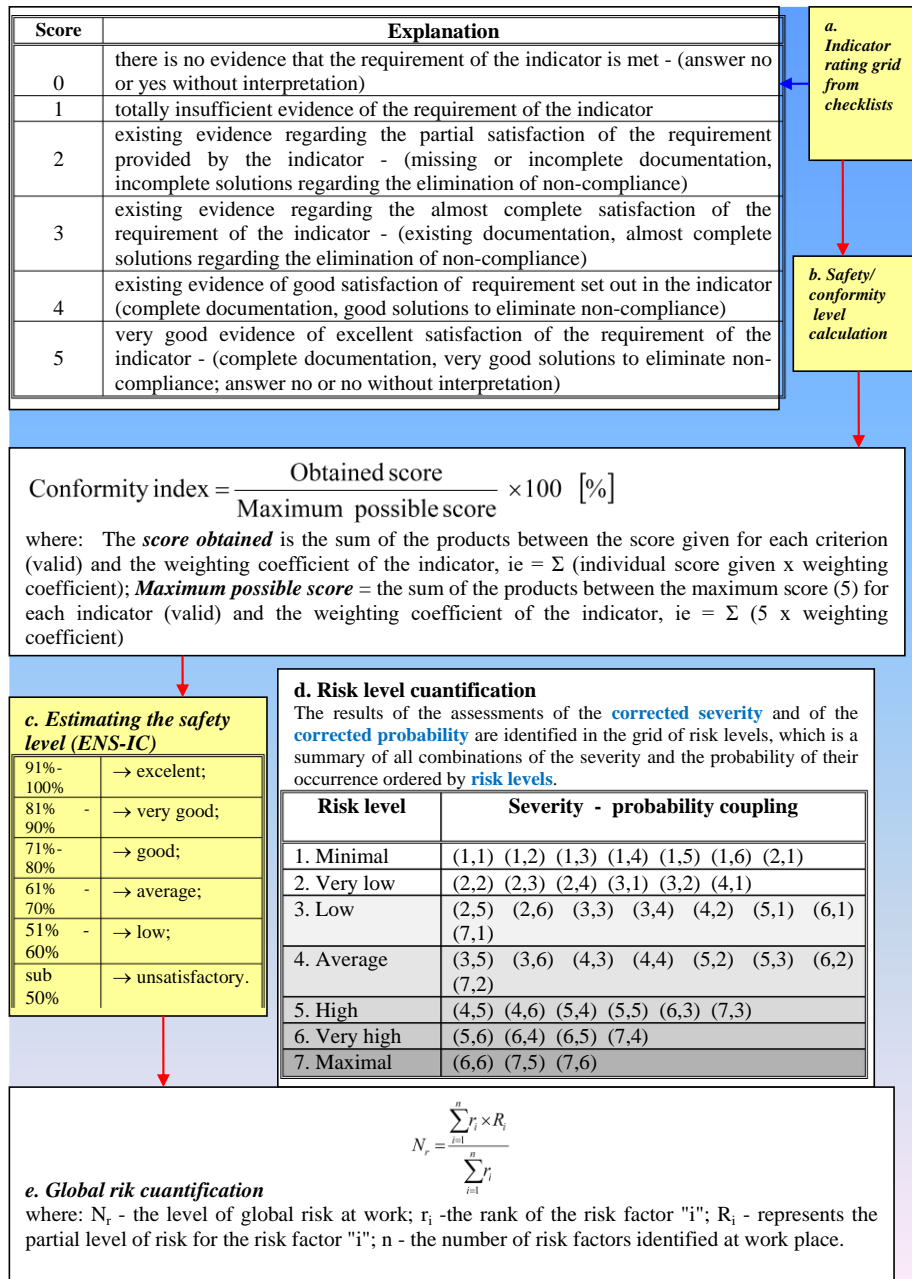 Score Explanation
0 there is no evidence that the requirement of the indicator is met - (answer no
or yes without interpretation)
1 totally insufficient evidence of the requirement of the indicator
2 existing evidence regarding the partial satisfaction of the requirement
provided by the indicator - (missing or incomplete documentation,
incomplete solutions regarding the elimination of non-compliance)
3 existing evidence regarding the almost complete satisfaction of the
requirement of the indicator - (existing documentation, almost complete
solutions regarding the elimination of non-compliance)
4 existing evidence of good satisfaction of requirement set out in the indicator
(complete documentation, good solutions to eliminate non-compliance)
5 very good evidence of excellent satisfaction of the requirement of the
indicator - (complete documentation, very good solutions to eliminate non-
compliance; answer no or no without interpretation)
a.
Indicator
rating grid
from
checklists
b. Safety/
conformity
level
calculation
Conformity index = Obtained score / Maximum possible score ×100 [%]
where: The score obtained is the sum of the products between the score given for each criterion
(valid) and the weighting coefficient of the indicator, ie = Σ (individual score given x weighting
coefficient); Maximum possible score = the sum of the products between the maximum score (5) for
each indicator (valid) and the weighting coefficient of the indicator, ie = Σ (5 x weighting
coefficient)
c. Estimating the safety
level (ENS-IC)
91%-
100% → excelent;
81% -
90% → very good;
71%-
80% → good;
61% -
70% → average;
51% -
60% → low;
sub
50% → unsatisfactory.
d. Risk level cuantification
The results of the assessments of the corrected severity and of the
corrected probability are identified in the grid of risk levels, which is a
summary of all combinations of the severity and the probability of their
occurrence ordered by risk levels.
Risk level Severity - probability coupling
1. Minimal (1,1) (1,2) (1,3) (1,4) (1,5) (1,6) (2,1)
2. Very low (2,2) (2,3) (2,4) (3,1) (3,2) (4,1)
3. Low (2,5) (2,6) (3,3) (3,4) (4,2) (5,1) (6,1)
(7,1)
4. Average (3,5) (3,6) (4,3) (4,4) (5,2) (5,3) (6,2)
(7,2)
5. High (4,5) (4,6) (5,4) (5,5) (6,3) (7,3)
6. Very high (5,6) (6,4) (6,5) (7,4)
7. Maximal (6,6) (7,5) (7,6)
N_r = ∑_{i=1}^{n} r_i × R_i / ∑_{i=1}^{n} r_i
e. Global rik cuantification
where: N_r - the level of global risk at work; r_i -the rank of the risk factor "i"; R_i - represents the
partial level of risk for the risk factor "i"; n - the number of risk factors identified at work place.